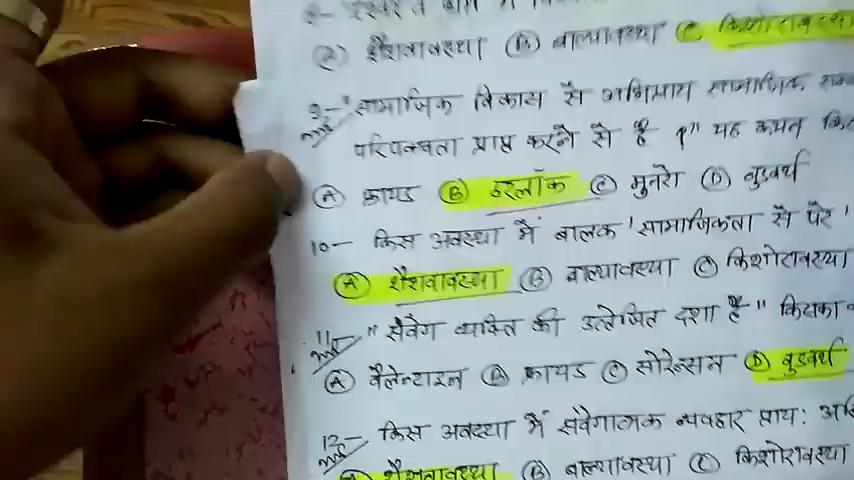 (A) शैशवावस्था (B) बाल्यावस्था (C) किशोरावस्था
9- "सामाजिक विकास से अभिप्राय सामाजिक
परिपक्वता प्राप्त करने से है।" यह कथन
(A) फ्रायड (B) हरलॉक (C) मुनरो (D) वुडवर्थ
10- किस अवस्था में बालक 'सामाजिकता से परे'
(A) शैशवावस्था (B) बाल्यावस्था (C) किशोरावस्था
11- "संवेग व्यक्ति की उत्तेजित दशा है" किसका
(A) वैलेन्टाइन (B) फ्रायड (C) सोरेन्सन (D) वुडवर्थ
12- किस अवस्था में संवेगात्मक व्यवहार प्राय:
शैशवावस्था (B) बाल्यावस्था (C) किशोरावस्था